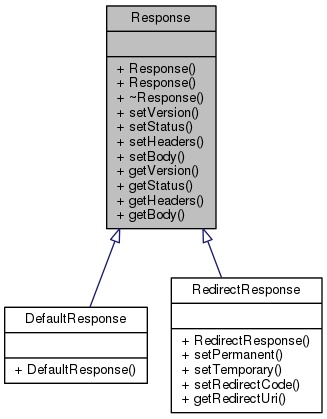 Response
+ Response()
+ Response()
+ ~Response()
+ setVersion()
+ setStatus()
+ setHeaders()
+ setBody()
+ getVersion()
+ getStatus()
+ getHeaders()
+ getBody()
DefaultResponse
+ DefaultResponse()
RedirectResponse
+ RedirectResponse()
+ setPermanent()
+ setTemporary()
+ setRedirectCode()
+ getRedirectUri()